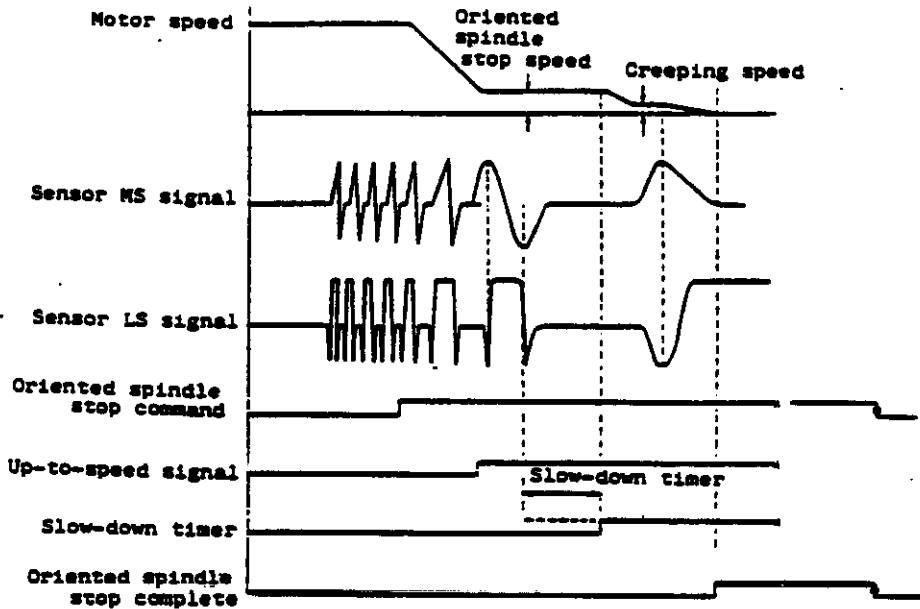 Motor speed
Oriented
spindle
stop speed
Creeping speed
Sensor MS signal
Sensor LS signal
Oriented spindle
stop command
Up-to-speed signal
Slow-down timer
Slow-down timer
Oriented spindle
stop complete